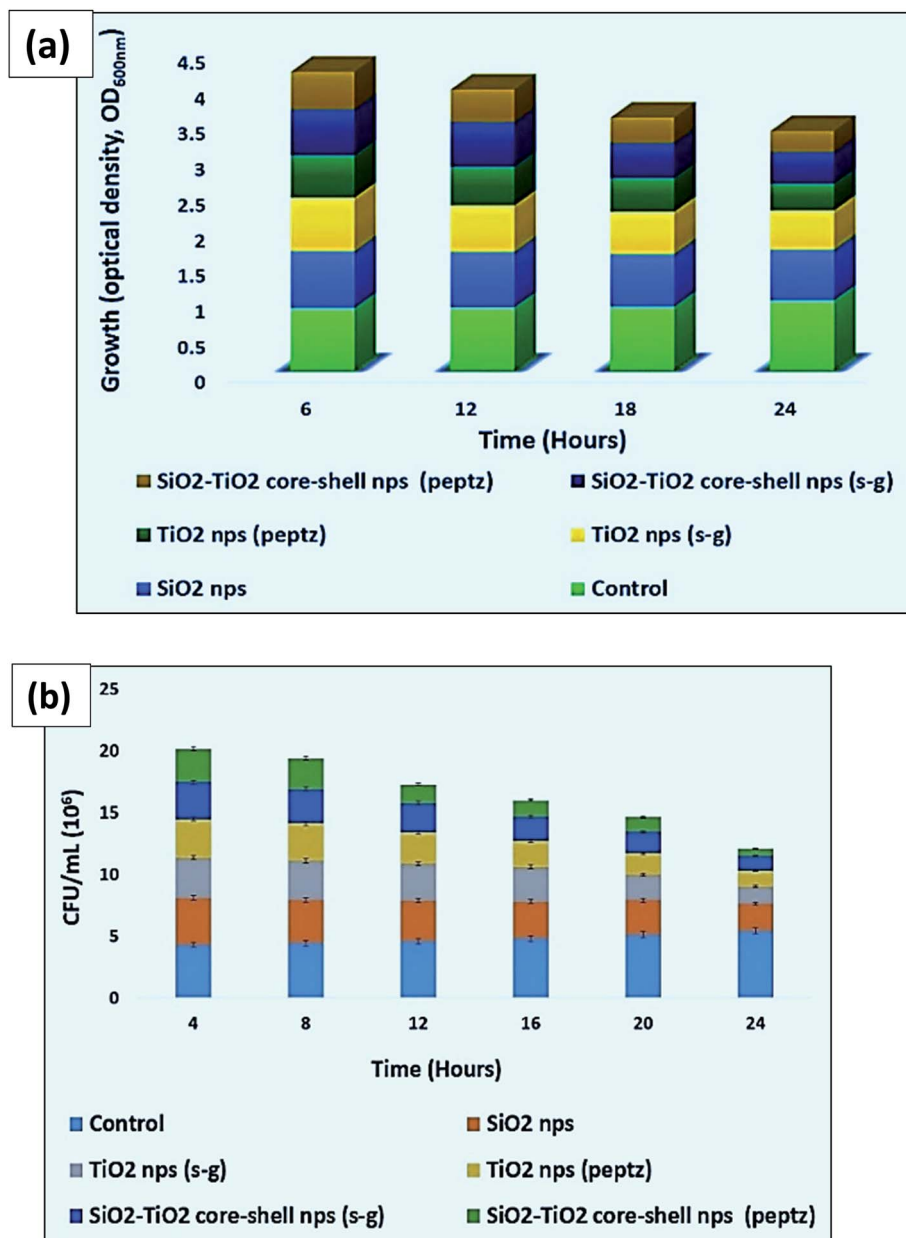 (a)
Growth (optical density, OD600nm)
4.5
4
3.5
3
2.5
2
1.5
1
0.5
0
6 12 18 24
Time (Hours)
SiO2-TiO2 core-shell nps (peptz) SiO2-TiO2 core-shell nps (s-g)
TiO2 nps (peptz) TiO2 nps (s-g)
SiO2 nps Control
(b)
CFU/mL (10⁶)
25
20
15
10
5
0
4 8 12 16 20 24
Time (Hours)
Control SiO2 nps
TiO2 nps (s-g) TiO2 nps (peptz)
SiO2-TiO2 core-shell nps (s-g) SiO2-TiO2 core-shell nps (peptz)